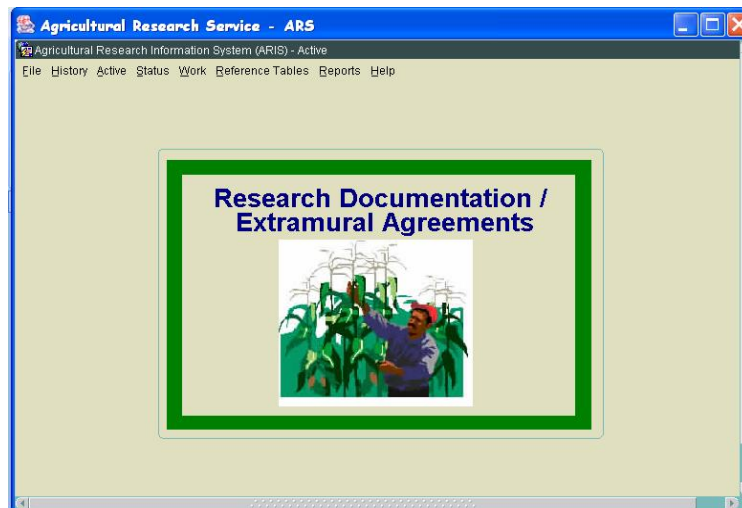 Agricultural Research Service - ARS
Agricultural Research Information System (ARIS) - Active
File History Active Status Work Reference Tables Reports Help
Research Documentation /
Extramural Agreements